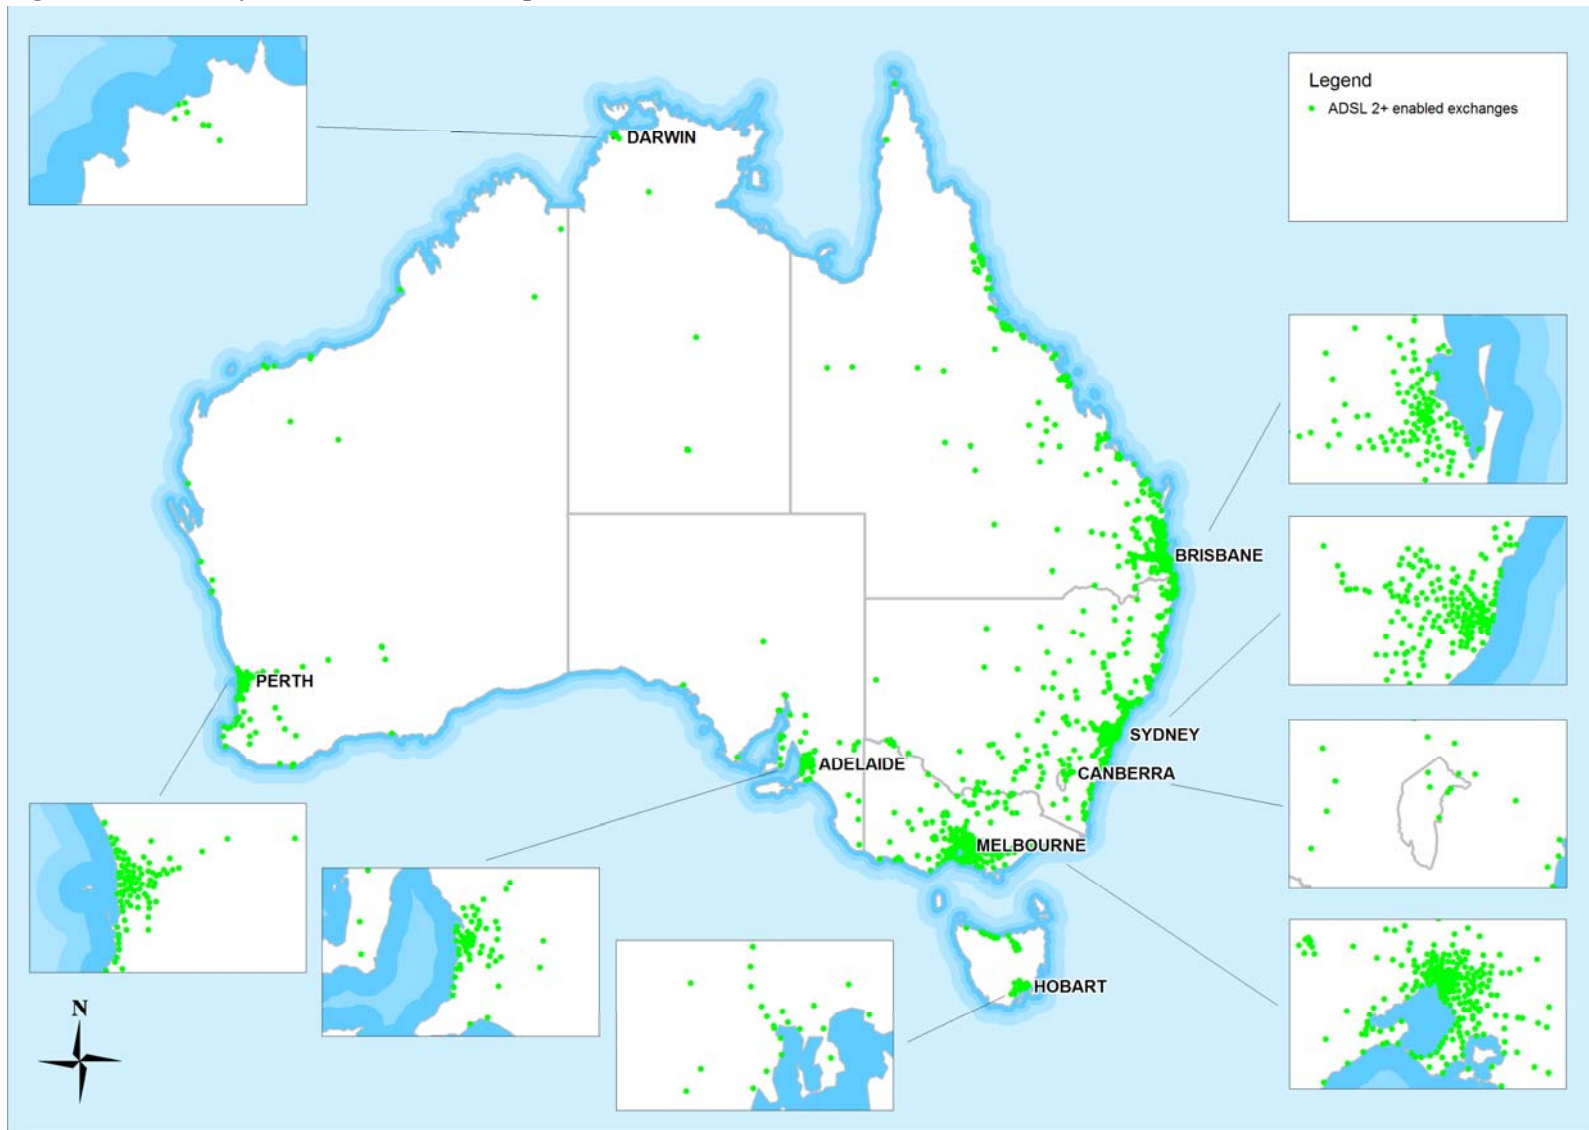 Legend
ADSL 2+ enabled exchanges
DARWIN
BRISBANE
PERTH
SYDNEY
ADELAIDE
CANBERRA
MELBOURNE
HOBART
N